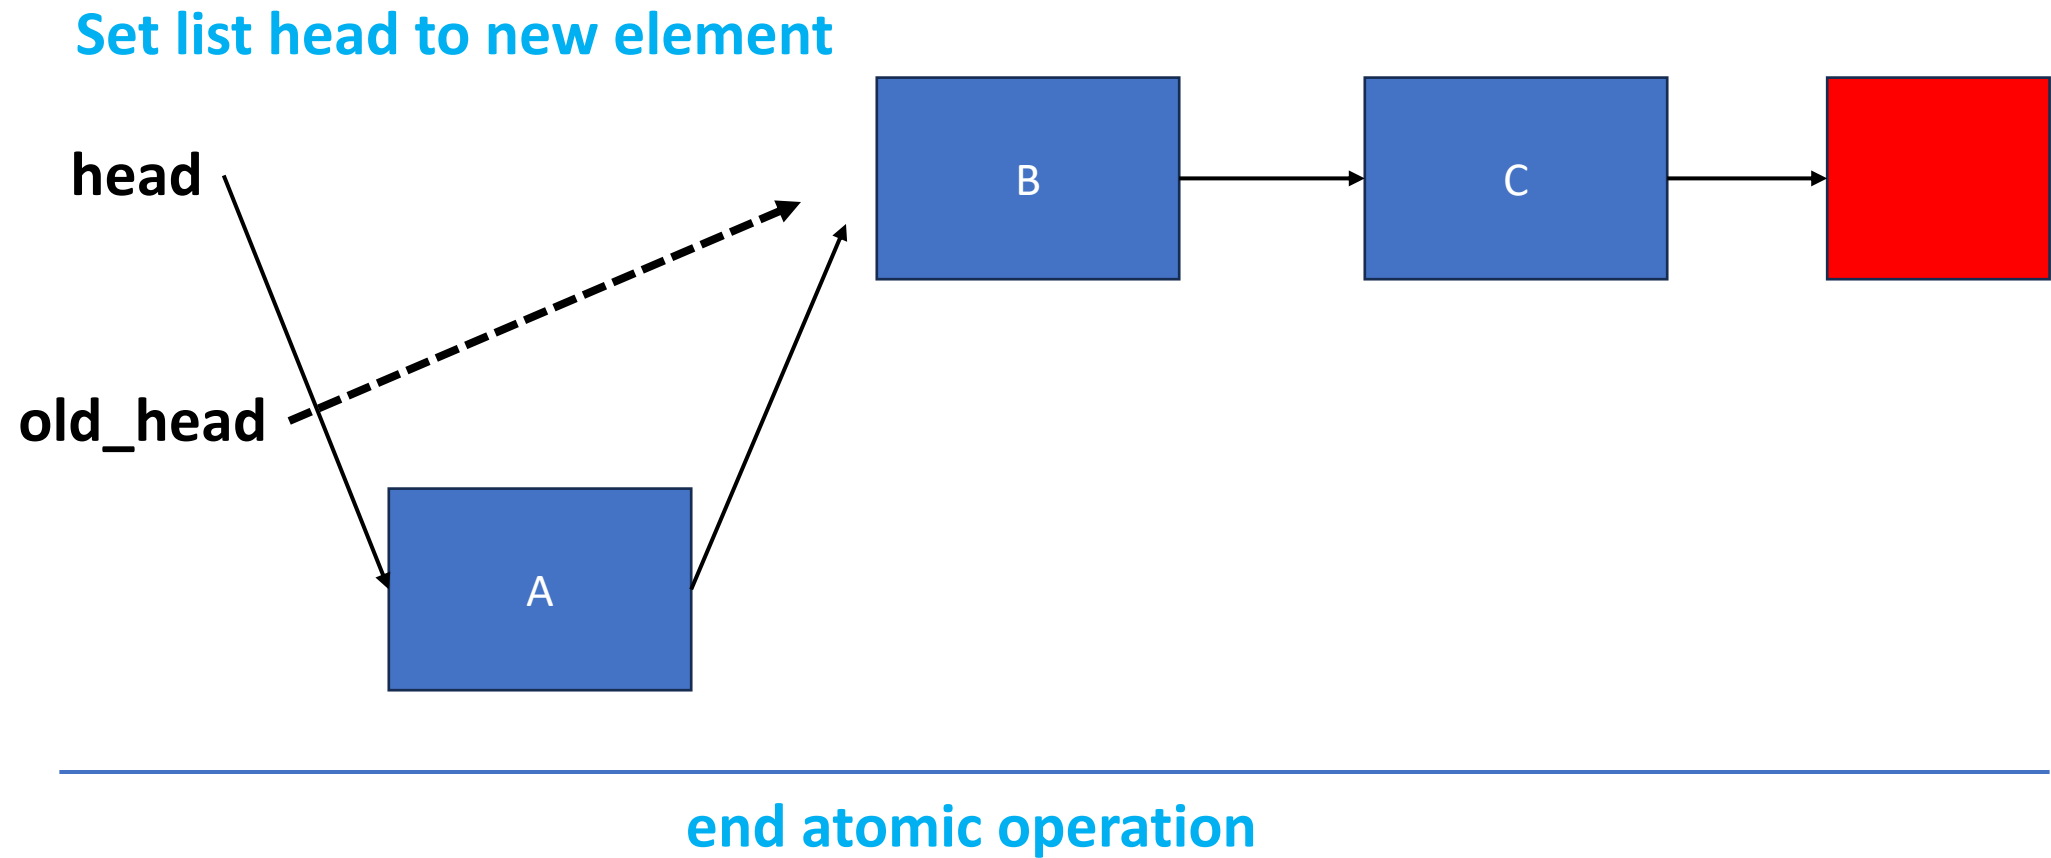 Set list head to new element
head
B
C
old_head
A
end atomic operation